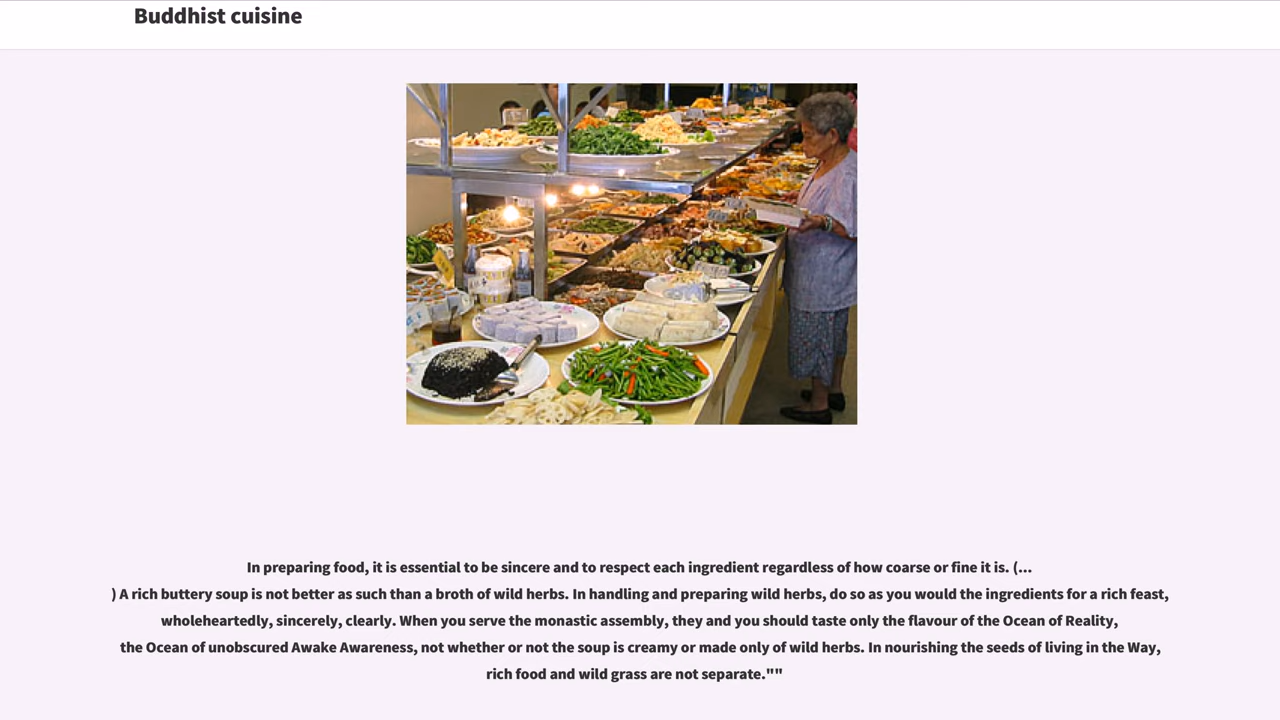 Buddhist cuisine
In preparing food, it is essential to be sincere and to respect each ingredient regardless of how coarse or fine it is. (...
) A rich buttery soup is not better as such than a broth of wild herbs. In handling and preparing wild herbs, do so as you would the ingredients for a rich feast,
wholeheartedly, sincerely, clearly. When you serve the monastic assembly, they and you should taste only the flavour of the Ocean of Reality,
the Ocean of unobscured Awake Awareness, not whether or not the soup is creamy or made only of wild herbs. In nourishing the seeds of living in the Way,
rich food and wild grass are not separate.""